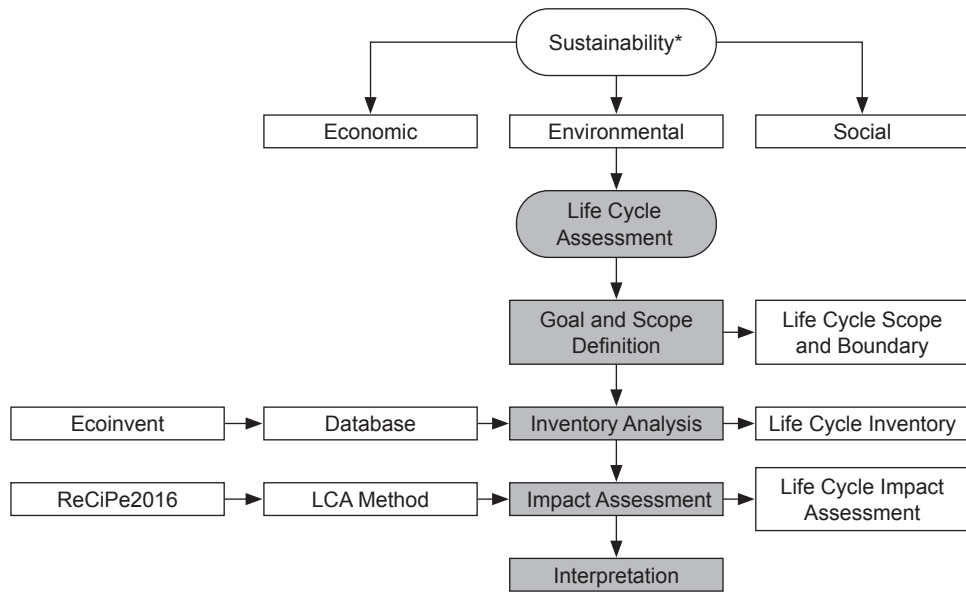 Sustainability*
Economic
Environmental
Social
Life Cycle
Assessment
Goal and Scope
Definition
Life Cycle Scope
and Boundary
Ecoinvent
Database
Inventory Analysis
Life Cycle Inventory
ReCiPe2016
LCA Method
Impact Assessment
Life Cycle Impact
Assessment
Interpretation